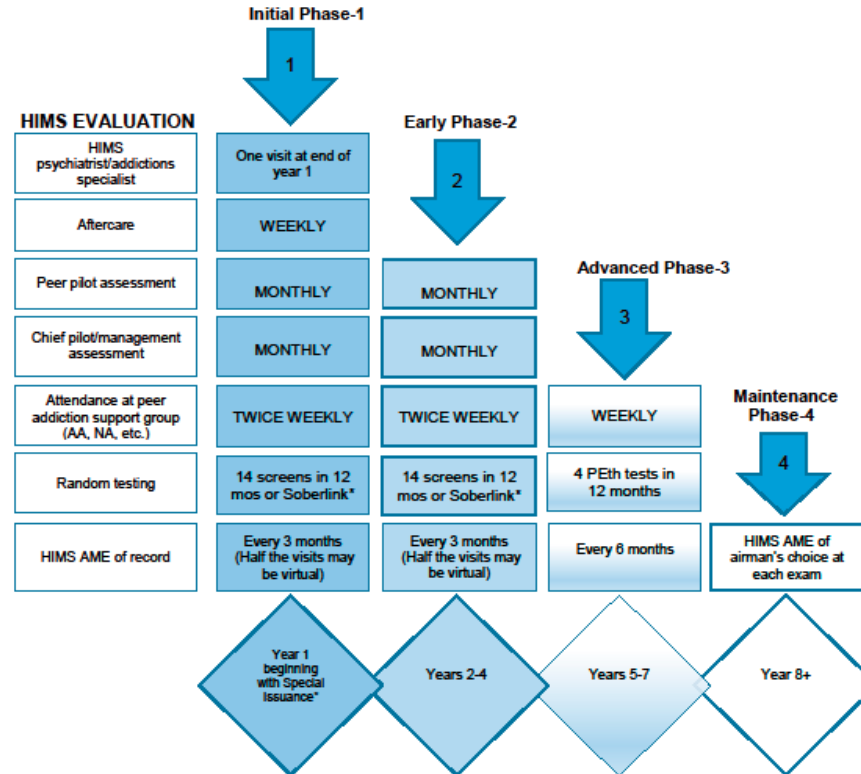 Initial Phase-1
1
HIMS EVALUATION
Early Phase-2
HIMS
psychiatrist/addictions
specialist
One visit at end of
year 1
2
Aftercare
WEEKLY
Peer pilot assessment
MONTHLY
MONTHLY
Advanced Phase-3
3
Chief pilot/management
assessment
MONTHLY
MONTHLY
Attendance at peer
addiction support group
(AA, NA, etc.)
TWICE WEEKLY
TWICE WEEKLY
WEEKLY
Maintenance
Phase-4
4
Random testing
14 screens in 12
mos or Soberlink*
14 screens in 12
mos or Soberlink*
4 PEth tests in
12 months
HIMS AME of record
Every 3 months
(Half the visits may
be virtual)
Every 3 months
(Half the visits may
be virtual)
Every 6 months
HIMS AME of
airman's choice at
each exam
Year 1
beginning
with Special
Issuance*
Years 2-4
Years 5-7
Year 8+